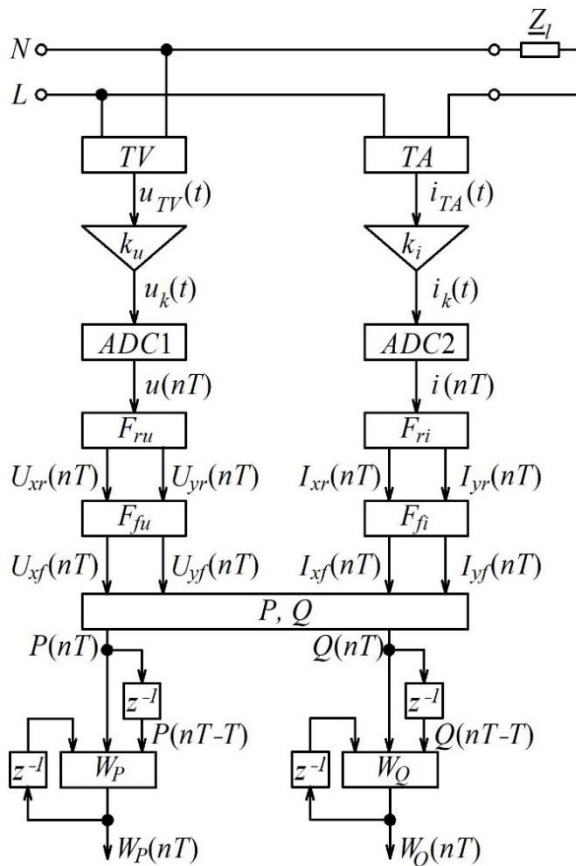 N Z_l
L
TV TA
u_TV(t) i_TA(t)
k_u k_i
u_k(t) i_k(t)
ADC1 ADC2
u(nT) i(nT)
F_ru F_ri
U_xr(nT) U_yr(nT) I_xr(nT) I_yr(nT)
F_fu F_fi
U_xf(nT) U_yf(nT) I_xf(nT) I_yf(nT)
P, Q
P(nT) Q(nT)
z^-1 z^-1
P(nT-T) Q(nT-T)
z^-1 W_P z^-1 W_Q
W_P(nT) W_Q(nT)